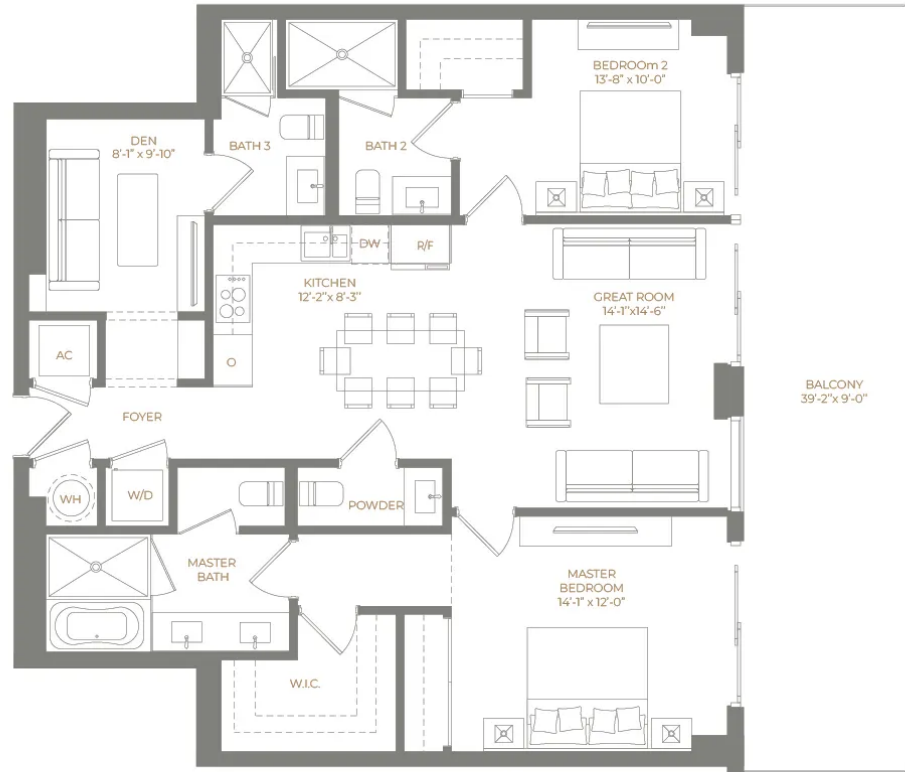 BEDROOm 2
13'-8" x 10'-0"
DEN
8'-1" x 9'-10"
BATH 3
BATH 2
DW
R/F
KITCHEN
12'-2"x 8'-3"
GREAT ROOM
14'-1"x14'-6"
AC
O
BALCONY
39'-2"x 9'-0"
FOYER
WH
W/D
POWDER
MASTER
BATH
MASTER
BEDROOM
14'-1" x 12'-0"
W.I.C.